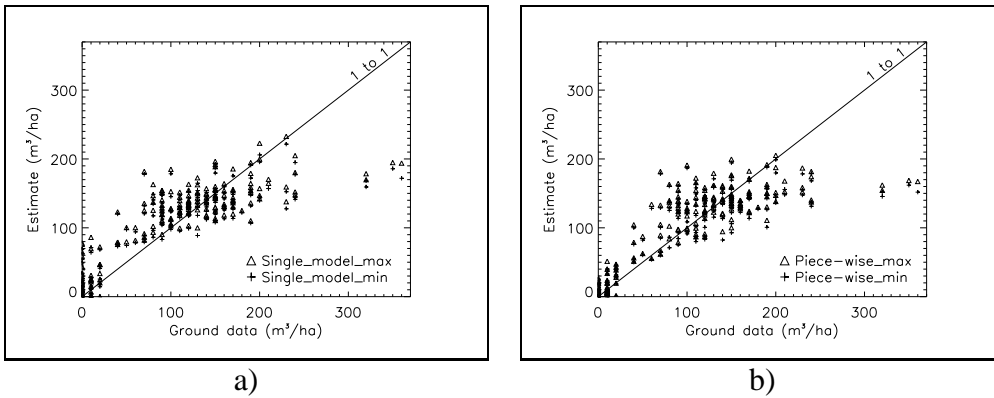 300
200
100
0
Estimate (m³/ha)
1 to 1
△ Single_model_max
+ Single_model_min
0 100 200 300
Ground data (m³/ha)
a)
300
200
100
0
Estimate (m³/ha)
1 to 1
△ Piece-wise_max
+ Piece-wise_min
0 100 200 300
Ground data (m³/ha)
b)